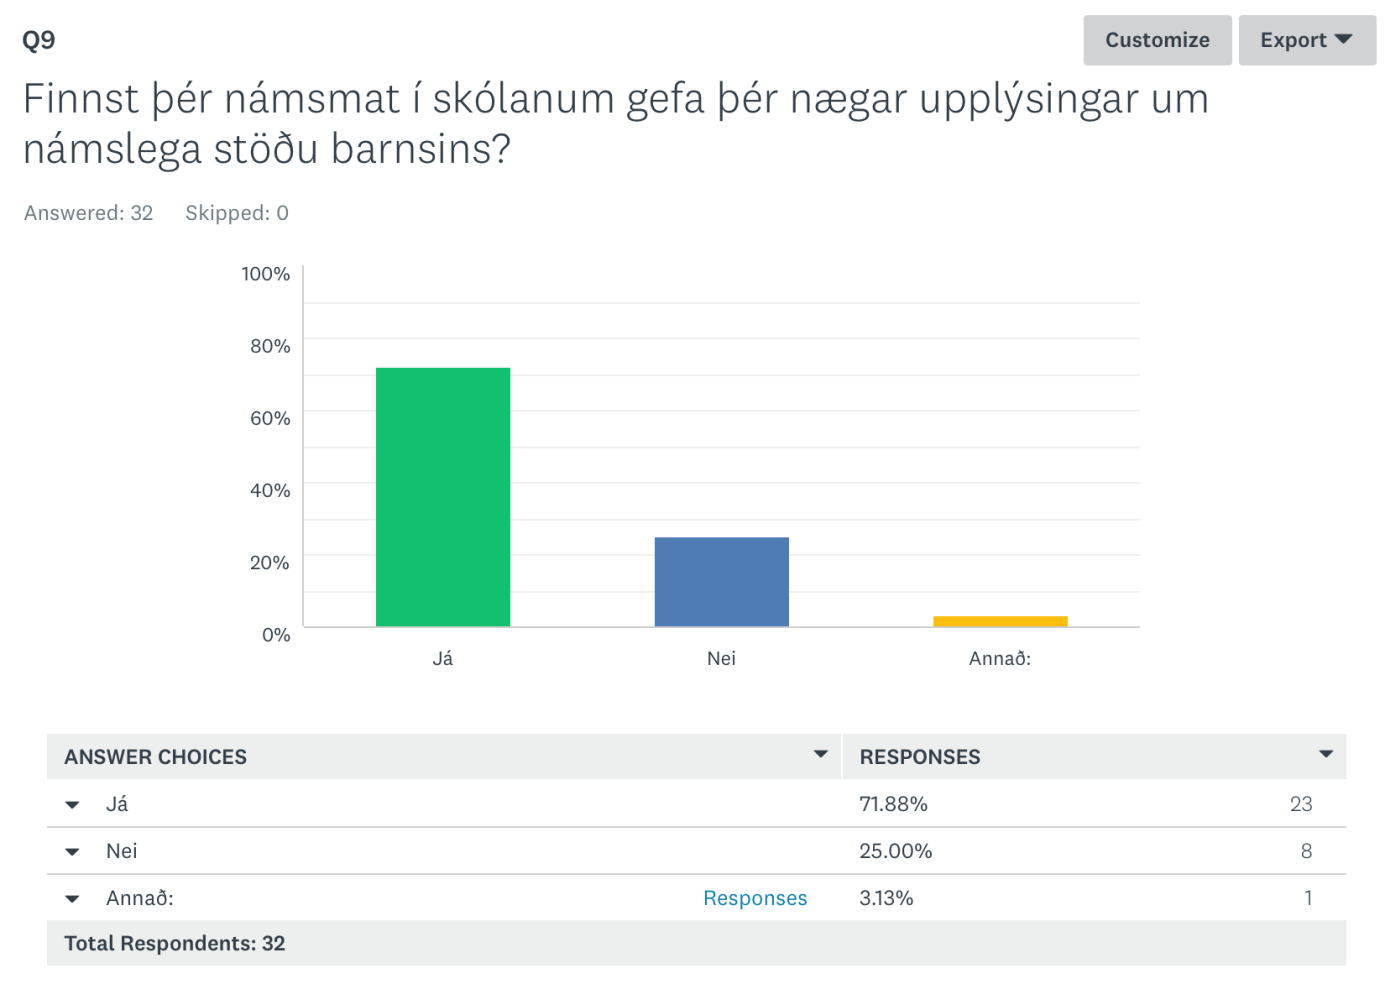 Q9
Customize
Export
Finnst þér námsmat í skólanum gefa þér nægar upplýsingar um
námslega stöðu barnsins?
Answered: 32 Skipped: 0
100%
80%
60%
40%
20%
0%
Já Nei Annað:
ANSWER CHOICES RESPONSES
Já 71.88% 23
Nei 25.00% 8
Annað: Responses 3.13% 1
Total Respondents: 32